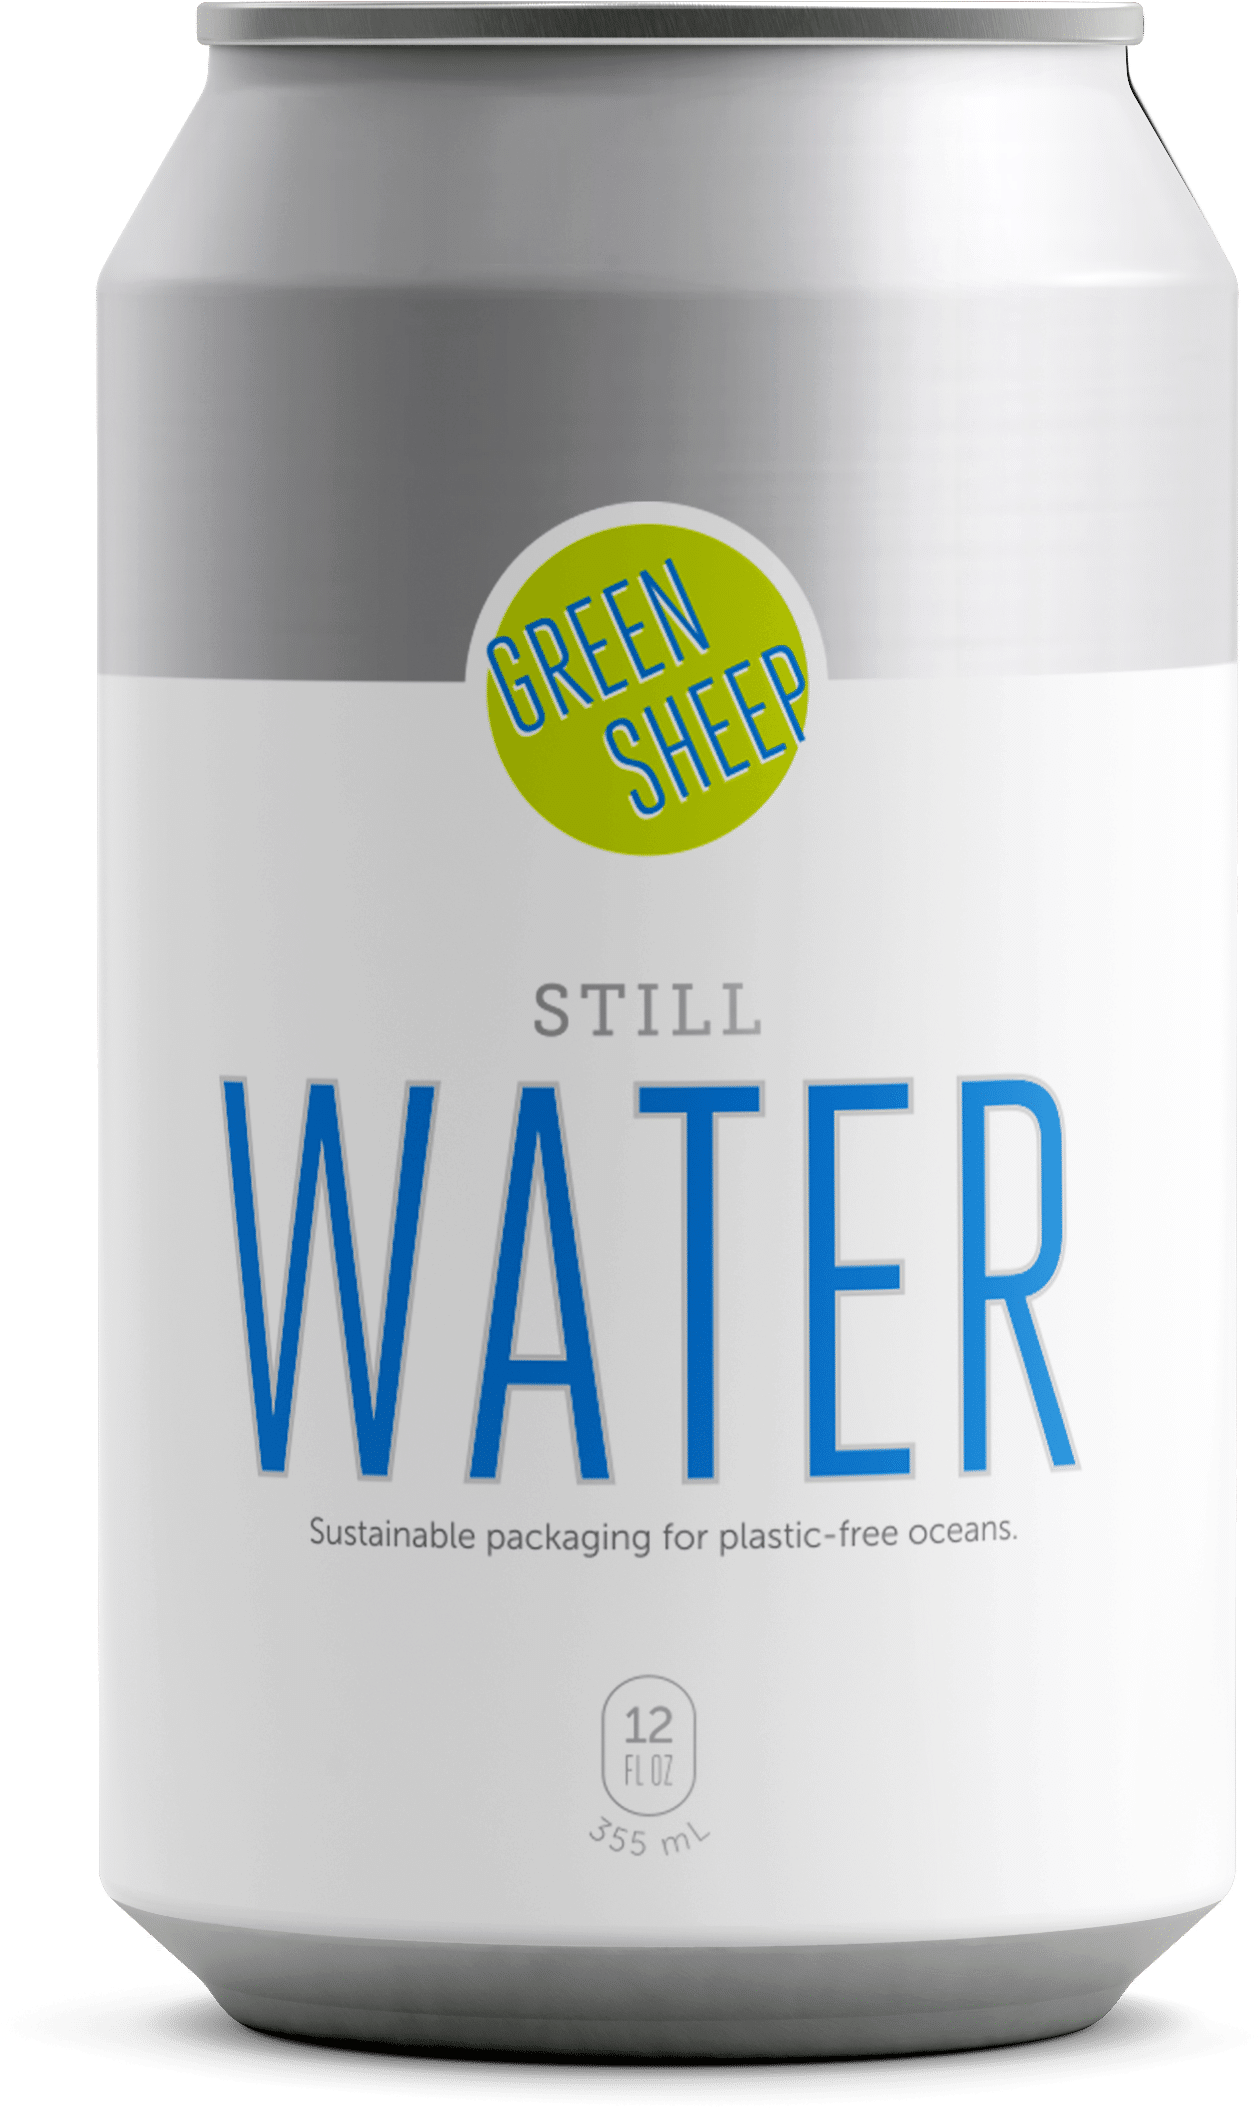 GREEN
SHEEP
STILL
WATER
Sustainable packaging for plastic-free oceans.
12
FL OZ
355 mL